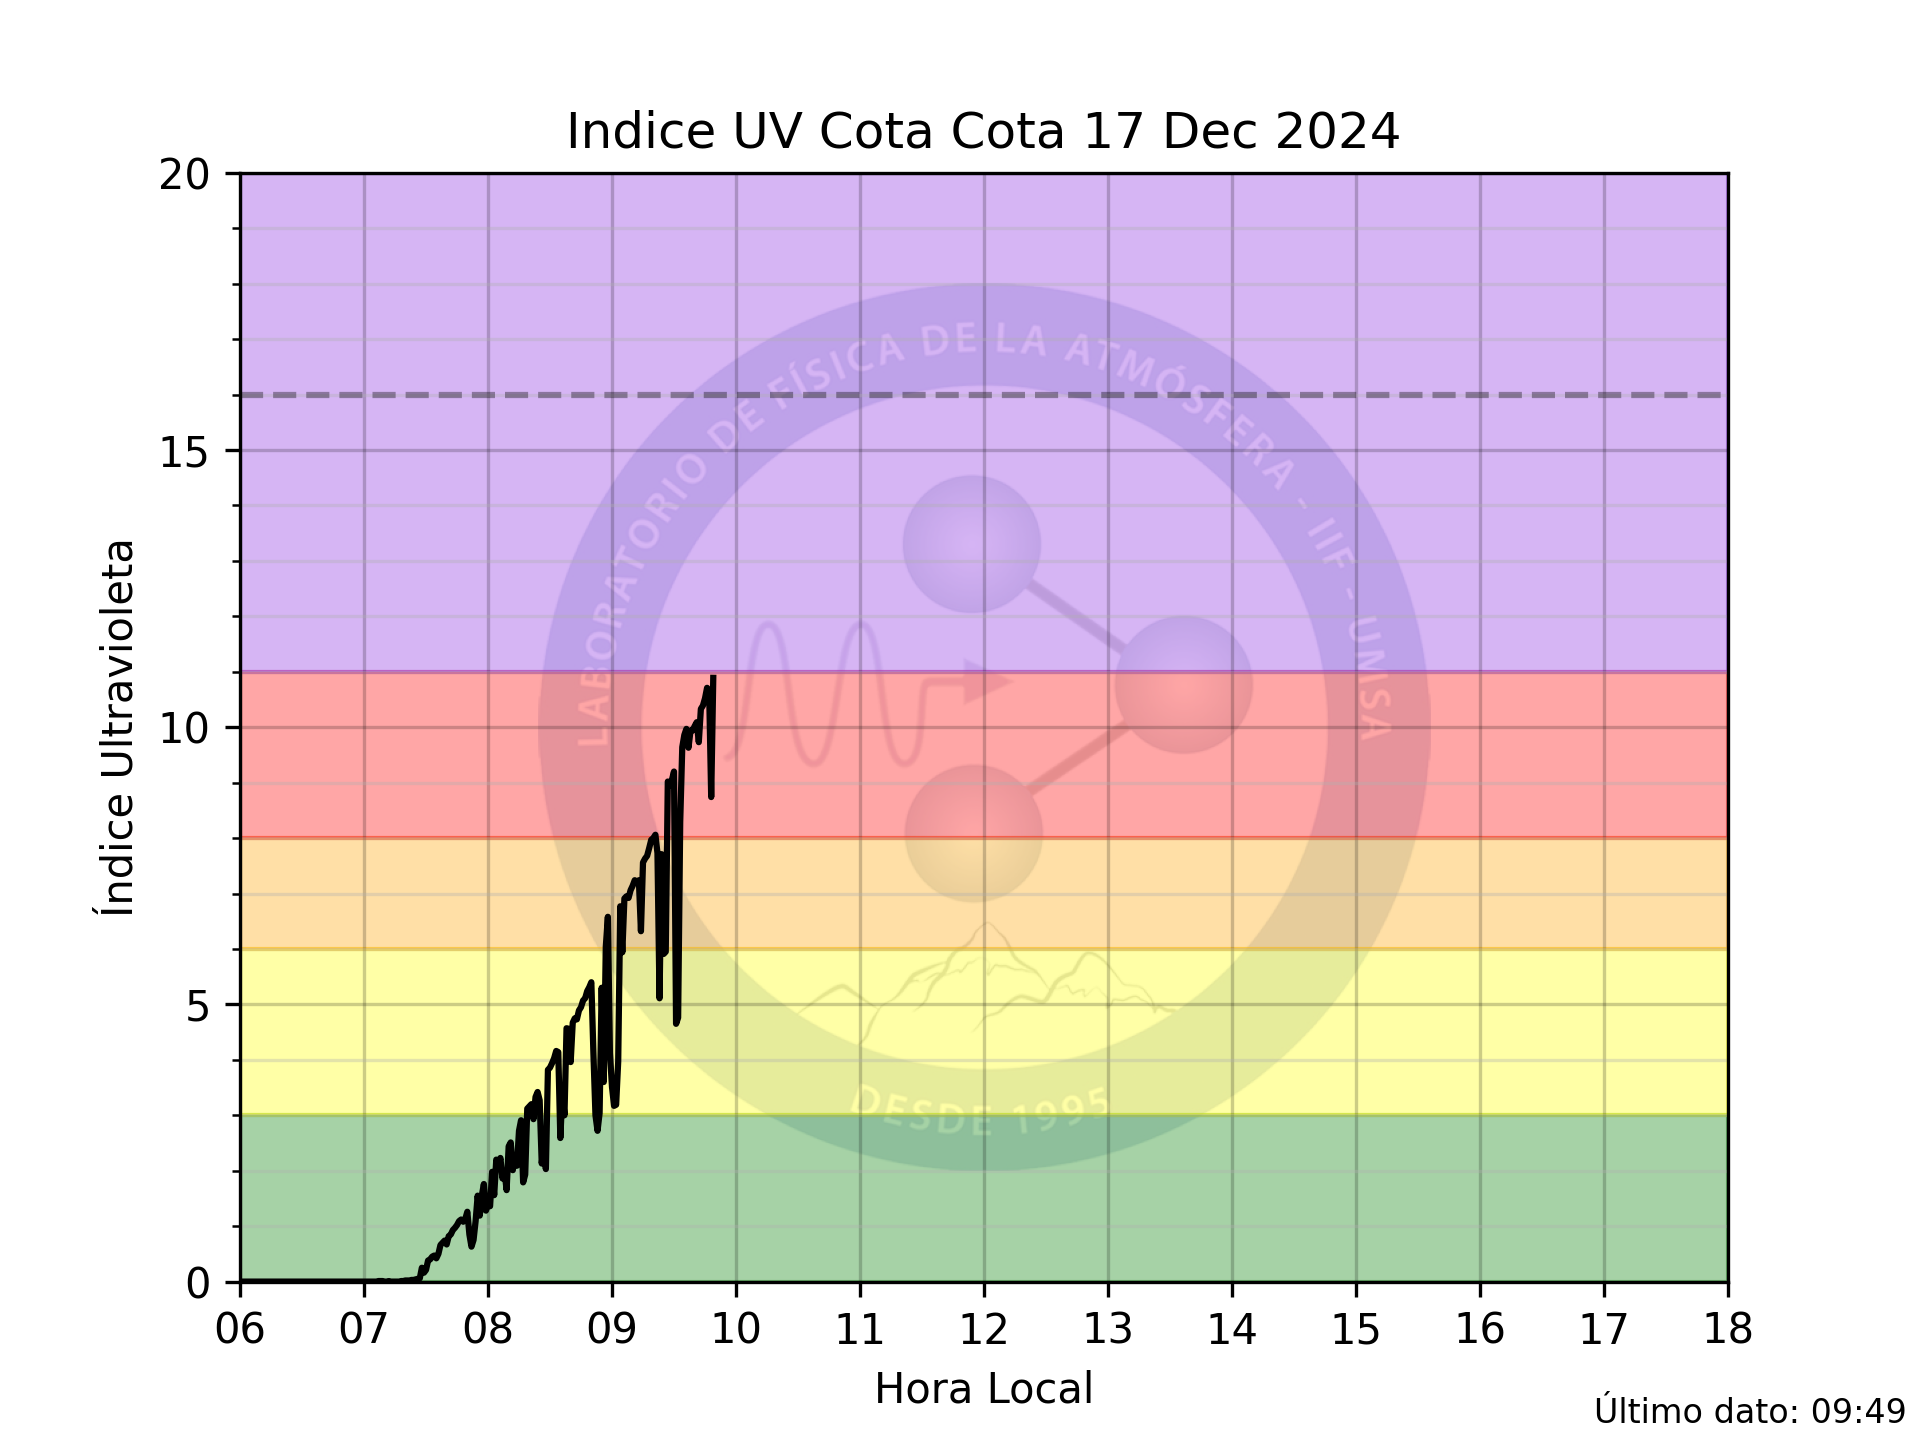 Indice UV Cota Cota 17 Dec 2024
20
15
10
5
0
Índice Ultravioleta
LABORATORIO DE FÍSICA DE LA ATMÓSFERA - IIF - UMSA
DESDE 1995
06 07 08 09 10 11 12 13 14 15 16 17 18
Hora Local
Último dato: 09:49